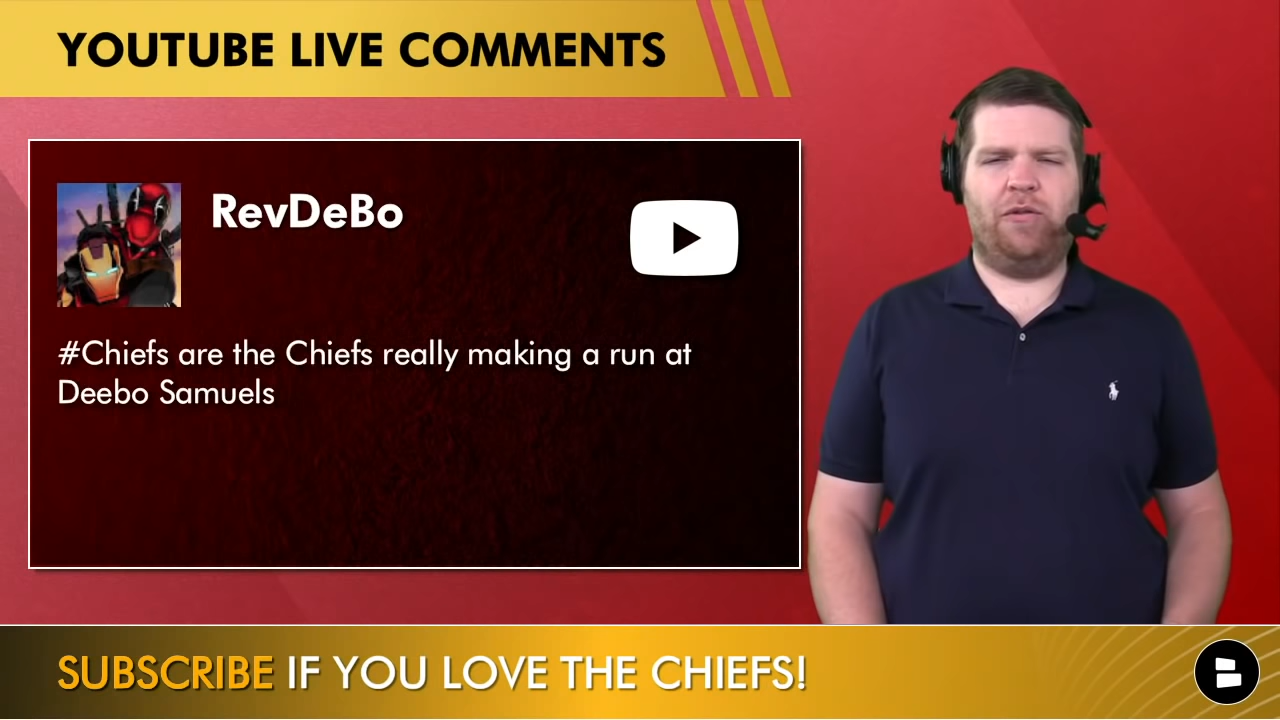 YOUTUBE LIVE COMMENTS
RevDeBo
#Chiefs are the Chiefs really making a run at
Deebo Samuels
SUBSCRIBE IF YOU LOVE THE CHIEFS!